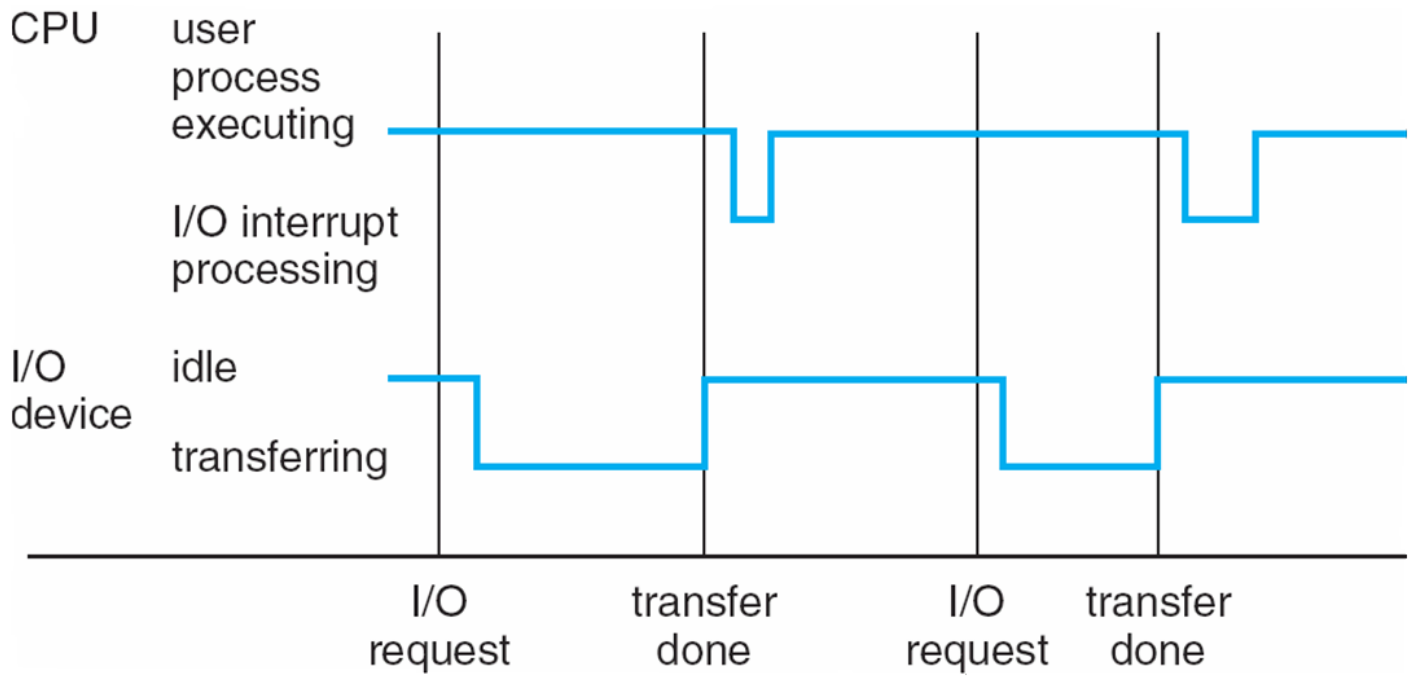 CPU
user
process
executing
I/O interrupt
processing
I/O
device
idle
transferring
I/O
request
transfer
done
I/O
request
transfer
done